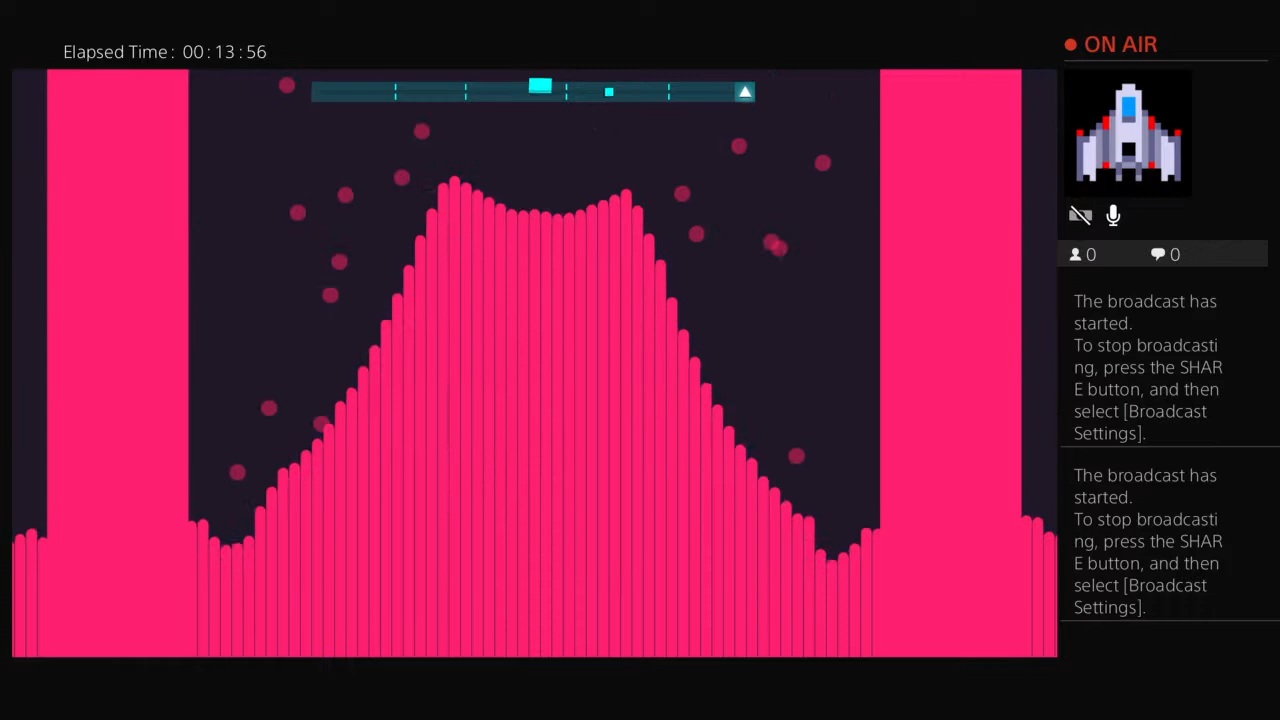 Elapsed Time: 00:13:56
ON AIR
0
0
The broadcast has
started.
To stop broadcasti
ng, press the SHAR
E button, and then
select [Broadcast
Settings].
The broadcast has
started.
To stop broadcasti
ng, press the SHAR
E button, and then
select [Broadcast
Settings].